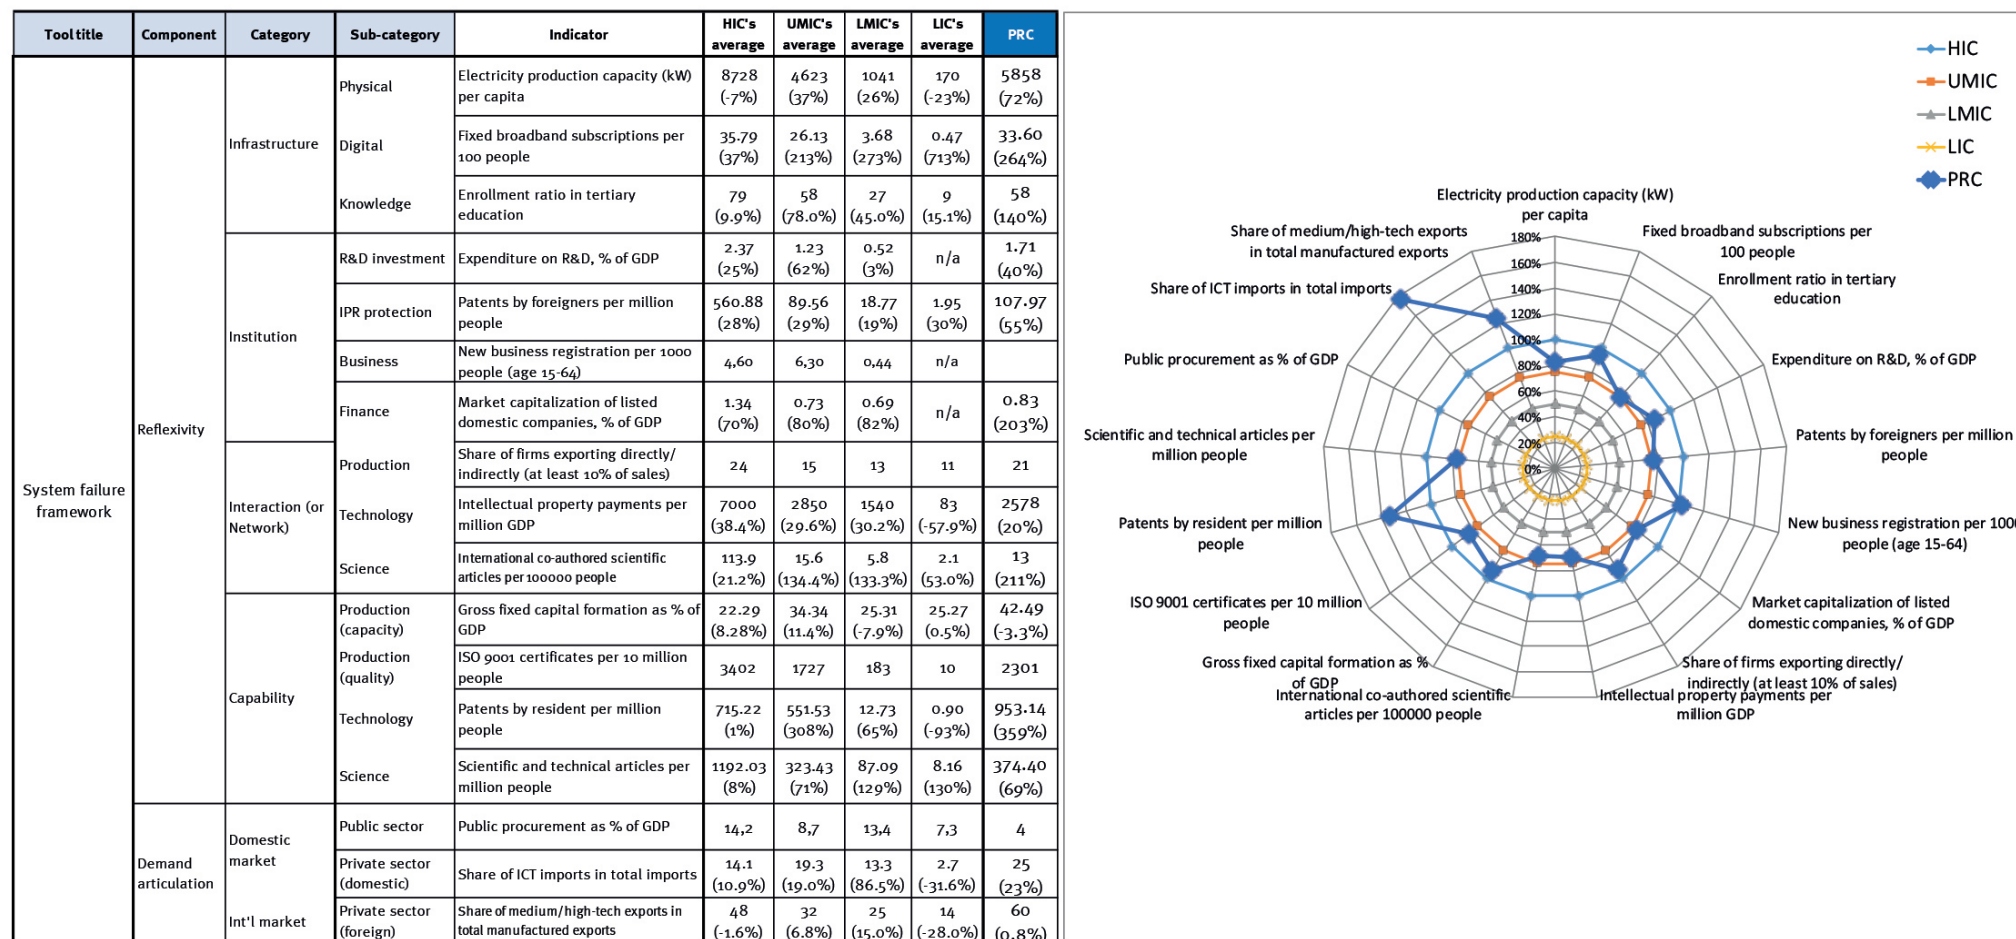 Tool title Component Category Sub-category Indicator HIC's average UMIC's average LMIC's average LIC's average PRC
System failure framework
Reflexivity
Infrastructure
Physical Electricity production capacity (kW) per capita 8728 (-7%) 4623 (37%) 1041 (26%) 170 (-23%) 5858 (72%)
Digital Fixed broadband subscriptions per 100 people 35.79 (37%) 26.13 (213%) 3.68 (273%) 0.47 (713%) 33.60 (264%)
Knowledge Enrollment ratio in tertiary education 79 (9.9%) 58 (78.0%) 27 (45.0%) 9 (15.1%) 58 (140%)
Institution
R&D investment Expenditure on R&D, % of GDP 2.37 (25%) 1.23 (62%) 0.52 (3%) n/a 1.71 (40%)
IPR protection Patents by foreigners per million people 560.88 (28%) 89.56 (29%) 18.77 (19%) 1.95 (30%) 107.97 (55%)
Business New business registration per 1000 people (age 15-64) 4,60 6,30 0,44 n/a
Finance Market capitalization of listed domestic companies, % of GDP 1.34 (70%) 0.73 (80%) 0.69 (82%) n/a 0.83 (203%)
Interaction (or Network)
Production Share of firms exporting directly/ indirectly (at least 10% of sales) 24 15 13 11 21
Technology Intellectual property payments per million GDP 7000 (38.4%) 2850 (29.6%) 1540 (30.2%) 83 (-57.9%) 2578 (20%)
Science International co-authored scientific articles per 100000 people 113.9 (21.2%) 15.6 (134.4%) 5.8 (133.3%) 2.1 (53.0%) 13 (211%)
Capability
Production (capacity) Gross fixed capital formation as % of GDP 22.29 (8.28%) 34.34 (11.4%) 25.31 (-7.9%) 25.27 (0.5%) 42.49 (-3.3%)
Production (quality) ISO 9001 certificates per 10 million people 3402 1727 183 10 2301
Technology Patents by resident per million people 715.22 (1%) 551.53 (308%) 12.73 (65%) 0.90 (-93%) 953.14 (359%)
Science Scientific and technical articles per million people 1192.03 (8%) 323.43 (71%) 87.09 (129%) 8.16 (130%) 374.40 (69%)
Demand articulation
Domestic market
Public sector Public procurement as % of GDP 14,2 8,7 13,4 7,3 4
Private sector (domestic) Share of ICT imports in total imports 14.1 (10.9%) 19.3 (19.0%) 13.3 (86.5%) 2.7 (-31.6%) 25 (23%)
Int'l market
Private sector (foreign) Share of medium/high-tech exports in total manufactured exports 48 (-1.6%) 32 (6.8%) 25 (15.0%) 14 (-28.0%) 60 (0.8%)
HIC
UMIC
LMIC
LIC
PRC
Electricity production capacity (kW)
per capita
Fixed broadband subscriptions per
100 people
Enrollment ratio in tertiary
education
Expenditure on R&D, % of GDP
Patents by foreigners per million
people
New business registration per 1000
people (age 15-64)
Market capitalization of listed
domestic companies, % of GDP
Share of firms exporting directly/
indirectly (at least 10% of sales)
Intellectual property payments per
million GDP
International co-authored scientific
articles per 100000 people
Gross fixed capital formation as %
of GDP
ISO 9001 certificates per 10 million
people
Patents by resident per million
people
Scientific and technical articles per
million people
Public procurement as % of GDP
Share of ICT imports in total imports
Share of medium/high-tech exports
in total manufactured exports
180%
160%
140%
120%
100%
80%
60%
40%
20%
0%